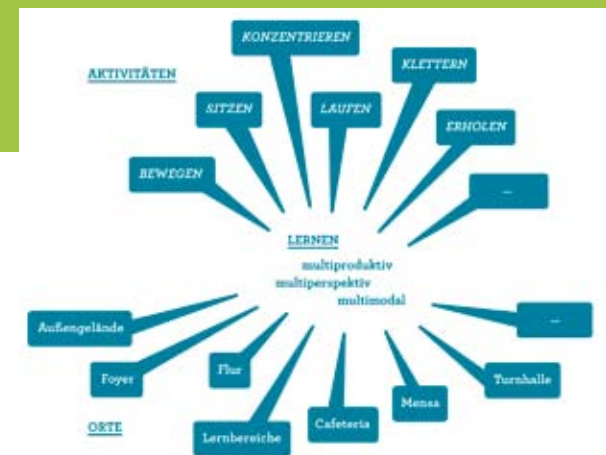 KONZENTRIEREN
AKTIVITÄTEN
KLETTERN
SITZEN
LAUFEN
ERHOLEN
BEWEGEN
...
LERNEN
multiproduktiv
multiperspektiv
multimodal
Außengelände
...
Foyer
Flur
Turnhalle
Mensa
ORTE
Lernbereiche
Cafeteria